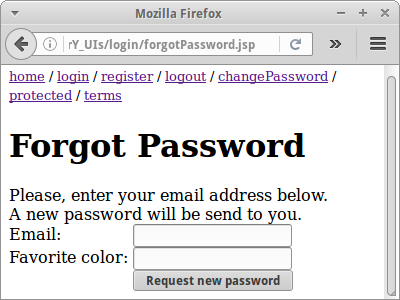 Mozilla Firefox
rY_UIs/login/forgotPassword.jsp
home / login / register / logout / changePassword /
protected / terms
Forgot Password
Please, enter your email address below.
A new password will be send to you.
Email:
Favorite color:
Request new password